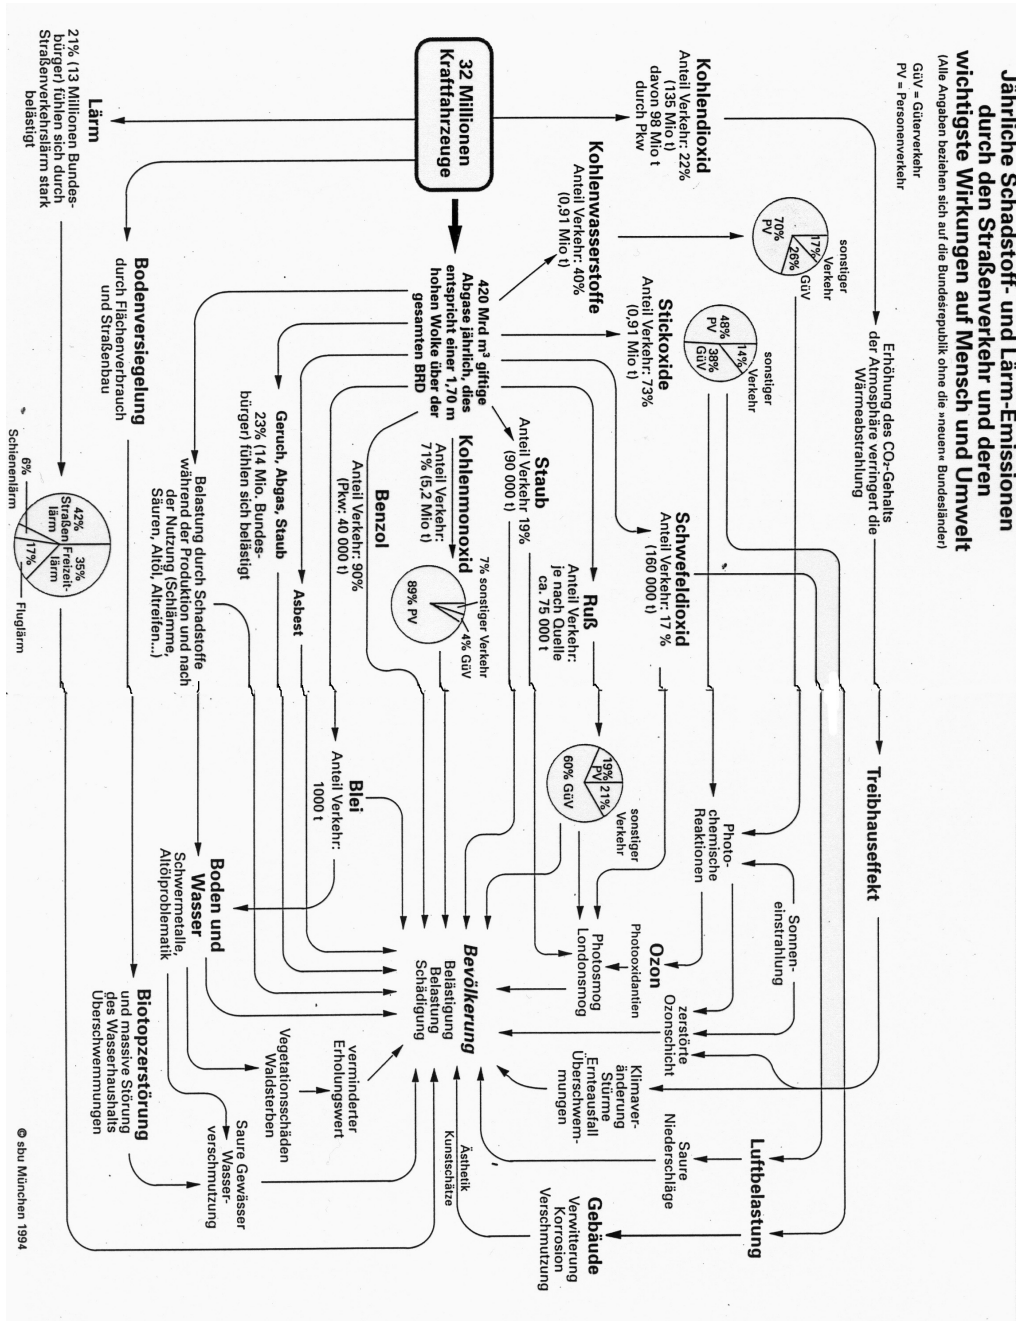 Jährliche Schadstoff- und Lärm-Emissionen
durch den Straßenverkehr und deren
wichtigste Wirkungen auf Mensch und Umwelt
(Alle Angaben beziehen sich auf die Bundesrepublik ohne die »neuen« Bundesländer)
GüV = Güterverkehr
PV = Personenverkehr
32 Millionen
Kraftfahrzeuge
Kohlendioxid
Anteil Verkehr: 22%
(135 Mio t)
davon 98 Mio t
durch Pkw
Erhöhung des CO₂-Gehalts
der Atmosphäre verringert die
Wärmeabstrahlung
Treibhauseffekt
Kohlenwasserstoffe
Anteil Verkehr: 40%
(0,91 Mio t)
sonstiger
Verkehr
17%
26%
GüV
70%
PV
Stickoxide
Anteil Verkehr: 73%
(0,91 Mio t)
sonstiger
Verkehr
14%
48%
PV
38%
GüV
420 Mrd m³ giftige
Abgase jährlich, dies
entspricht einer 1,70 m
hohen Wolke über der
gesamten BRD
Schwefeldioxid
Anteil Verkehr: 17 %
(160 000 t)
Ruß
Anteil Verkehr:
je nach Quelle
ca. 75 000 t
sonstiger
Verkehr
19%
PV
21%
60% GüV
Staub
Anteil Verkehr 19%
(90 000 t)
Kohlenmonoxid
Anteil Verkehr:
71% (5,2 Mio t)
7% sonstiger Verkehr
4% GüV
89% PV
Benzol
Anteil Verkehr: 90%
(Pkw: 40 000 t)
Blei
Anteil Verkehr:
1000 t
Asbest
Geruch, Abgas, Staub
23% (14 Mio. Bundes-
bürger) fühlen sich belästigt
Belastung durch Schadstoffe
während der Produktion und nach
der Nutzung (Schlämme,
Säuren, Altöl, Altreifen...)
Bodenversiegelung
durch Flächenverbrauch
und Straßenbau
Lärm
21% (13 Millionen Bundes-
bürger) fühlen sich durch
Straßenverkehrslärm stark
belästigt
42%
Straßen
lärm
35%
Freizeit-
lärm
17%
6%
Schienenlärm
Fluglärm
Photo-
chemische
Reaktionen
Sonnen-
einstrahlung
Ozon
Photooxidantien
zerstörte
Ozonschicht
Photosmog
Londonsmog
Bevölkerung
Belästigung
Belastung
Schädigung
Klimaver-
änderung
Stürme
Ernteausfall
Überschwem-
mungen
Luftbelastung
Saure
Niederschläge
Gebäude
Verwitterung
Korrosion
Verschmutzung
Ästhetik
Kunstschätze
Boden und
Wasser
Schwermetalle,
Altölproblematik
Vegetationsschäden
Waldsterben
verminderter
Erholungswert
Saure Gewässer
Wasser-
verschmutzung
Biotopzerstörung
und massive Störung
des Wasserhaushalts
Überschwemmungen
© sbu München 1994